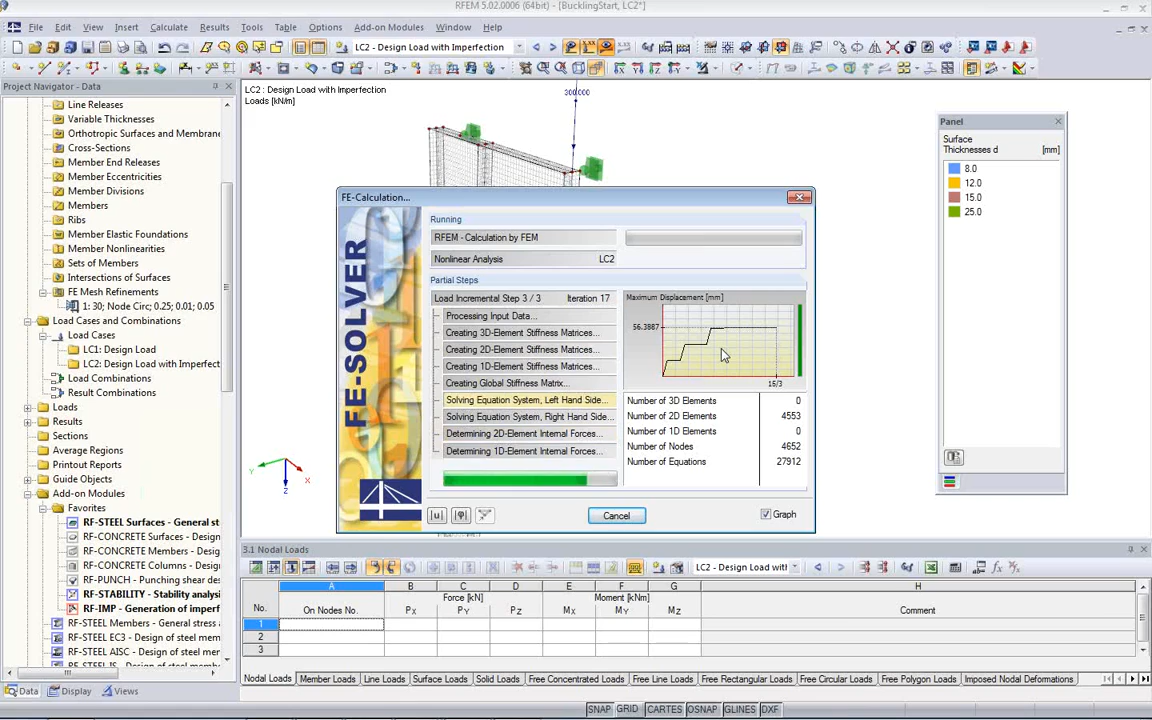 RFEM 5.02.0006 (64bit) - [BucklingStart, LC2*]
File Edit View Insert Calculate Results Tools Table Options Add-on Modules Window Help
LC2 - Design Load with Imperfection
Project Navigator - Data
Line Releases
Variable Thicknesses
Orthotropic Surfaces and Membrane
Cross-Sections
Member End Releases
Member Eccentricities
Member Divisions
Members
Ribs
Member Elastic Foundations
Member Nonlinearities
Sets of Members
Intersections of Surfaces
FE Mesh Refinements
1: 30; Node Circ; 0.25; 0.01; 0.05
Load Cases and Combinations
Load Cases
LC1: Design Load
LC2: Design Load with Imperfection
Load Combinations
Result Combinations
Loads
Results
Sections
Average Regions
Printout Reports
Guide Objects
Add-on Modules
Favorites
RF-STEEL Surfaces - General st
RF-CONCRETE Surfaces - Design
RF-CONCRETE Members - Desig
RF-CONCRETE Columns - Design
RF-PUNCH - Punching shear des
RF-STABILITY - Stability analysi
RF-IMP - Generation of imperf
RF-STEEL Members - General stress
RF-STEEL EC3 - Design of steel mem
RF-STEEL AISC - Design of steel me
RF-STEEL IS - Design of steel membe
Data Display Views
LC2 : Design Load with Imperfection
Loads [kN/m]
300.000
Y X Z
FE-Calculation...
FE-SOLVER
Running
RFEM - Calculation by FEM
Nonlinear Analysis LC2
Partial Steps
Load Incremental Step 3 / 3 Iteration 17
Processing Input Data...
Creating 3D-Element Stiffness Matrices...
Creating 2D-Element Stiffness Matrices...
Creating 1D-Element Stiffness Matrices...
Creating Global Stiffness Matrix...
Solving Equation System, Left Hand Side...
Solving Equation System, Right Hand Side...
Determining 2D-Element Internal Forces...
Determining 1D-Element Internal Forces...
Maximum Displacement [mm]
56.3887
15/3
Number of 3D Elements 0
Number of 2D Elements 4553
Number of 1D Elements 0
Number of Nodes 4652
Number of Equations 27912
Cancel
Graph
Panel
Surface
Thicknesses d [mm]
8.0
12.0
15.0
25.0
3.1 Nodal Loads
LC2 - Design Load with Imp
A B C D E F G H
No. Force [kN] Moment [kNm]
On Nodes No. PX PY PZ MX MY MZ Comment
1
2
3
Nodal Loads Member Loads Line Loads Surface Loads Solid Loads Free Concentrated Loads Free Line Loads Free Rectangular Loads Free Circular Loads Free Polygon Loads Imposed Nodal Deformations
SNAP GRID CARTES OSNAP GLINES DXF